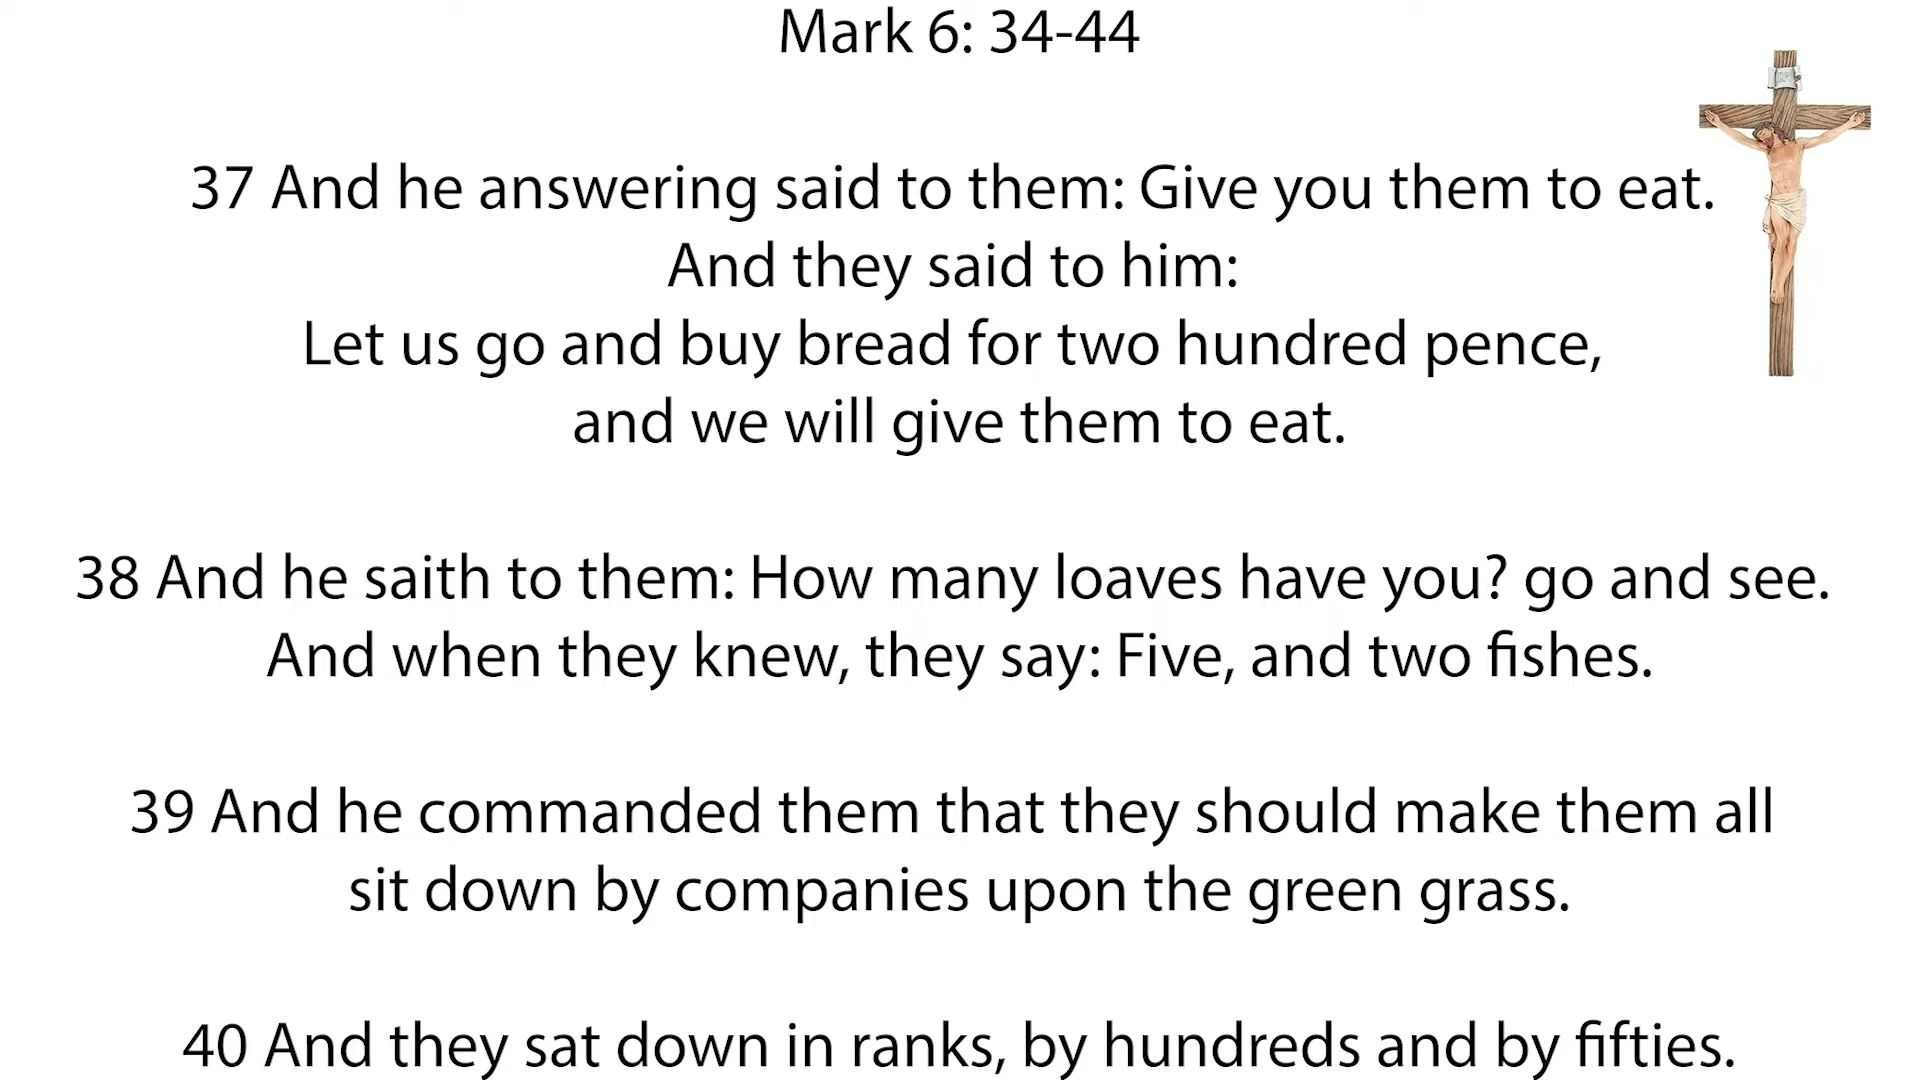 Mark 6: 34-44
37 And he answering said to them: Give you them to eat.
And they said to him:
Let us go and buy bread for two hundred pence,
and we will give them to eat.
38 And he saith to them: How many loaves have you? go and see.
And when they knew, they say: Five, and two fishes.
39 And he commanded them that they should make them all
sit down by companies upon the green grass.
40 And they sat down in ranks, by hundreds and by fifties.